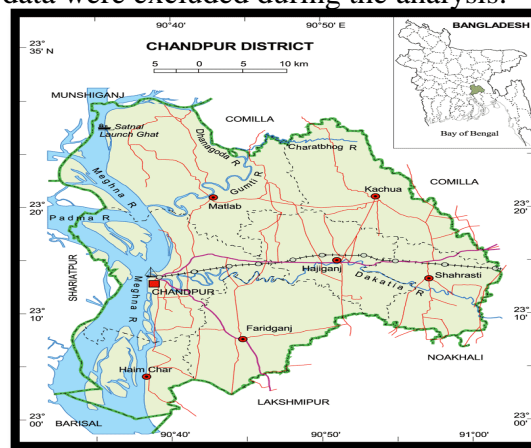 data were excluded during the analysis.
90°40' 90°50' E
BANGLADESH
Bay of Bengal
23°
35' N
CHANDPUR DISTRICT
5 0 5 10 km
MUNSHIGANJ
Satnal
Launch Ghat
COMILLA
Dhanagoda R
Gumti R
Charatbhog R
Meghna R
Matlab
Kachua
COMILLA
23°
20'
23°
20'
Padma R
SHARIATPUR
Hajiganj
Dakatia R
Shahrasti
CHANDPUR
Meghna R
23°
10'
23°
10'
Faridganj
NOAKHALI
Haim Char
LAKSHMIPUR
23°
00'
BARISAL
23°
00'
90°40' 90°50' 91°00'